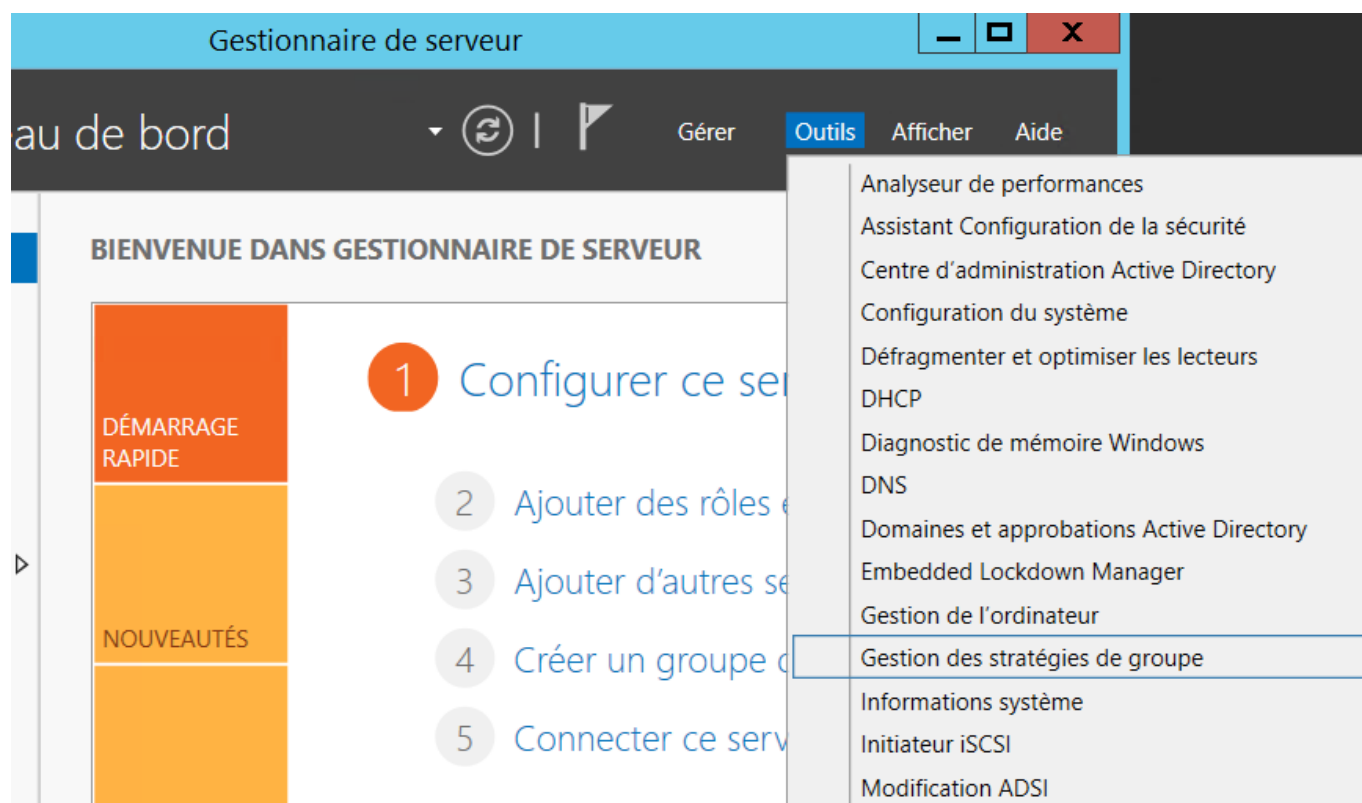 Gestionnaire de serveur
au de bord
Gérer Outils Afficher Aide
BIENVENUE DANS GESTIONNAIRE DE SERVEUR
DÉMARRAGE
RAPIDE
NOUVEAUTÉS
1 Configurer ce
2 Ajouter des rôles
3 Ajouter d'autres
4 Créer un groupe
5 Connecter ce
Analyseur de performances
Assistant Configuration de la sécurité
Centre d'administration Active Directory
Configuration du système
Défragmenter et optimiser les lecteurs
DHCP
Diagnostic de mémoire Windows
DNS
Domaines et approbations Active Directory
Embedded Lockdown Manager
Gestion de l'ordinateur
Gestion des stratégies de groupe
Informations système
Initiateur iSCSI
Modification ADSI